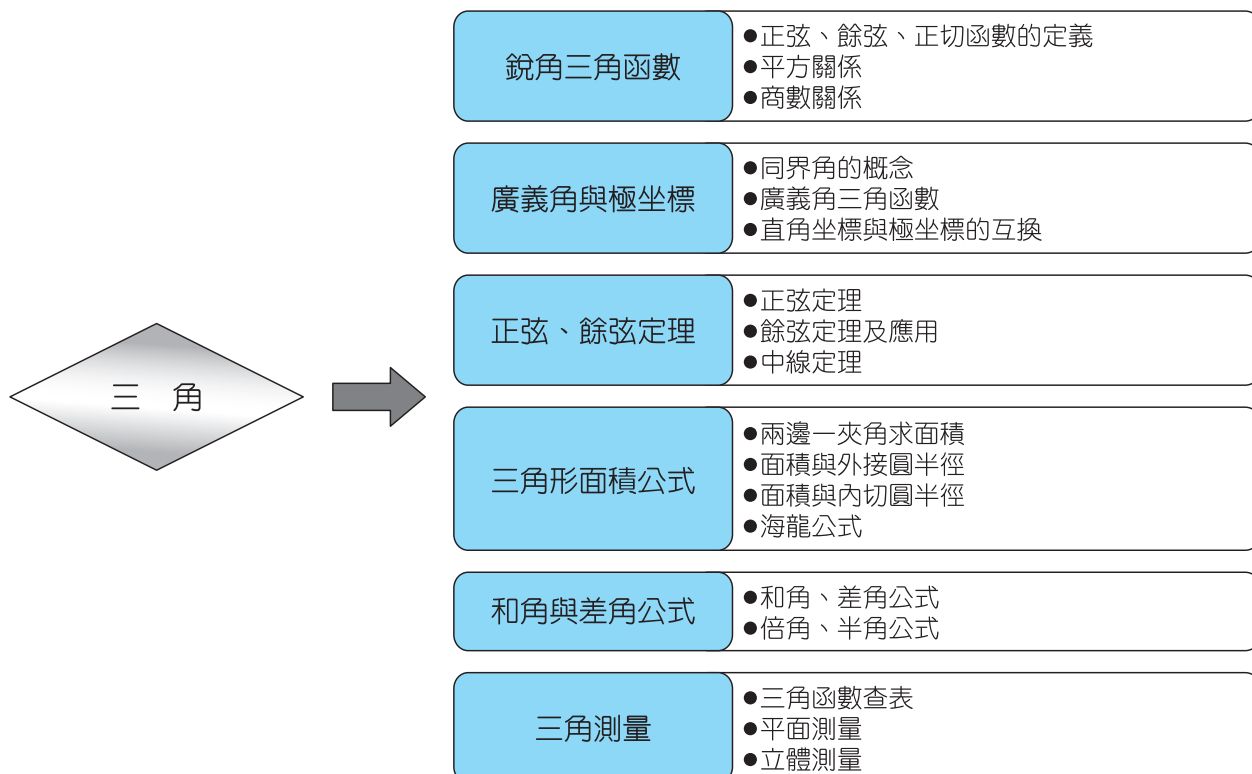 三 角
銳角三角函數
●正弦、餘弦、正切函數的定義
●平方關係
●商數關係
廣義角與極坐標
●同界角的概念
●廣義角三角函數
●直角坐標與極坐標的互換
正弦、餘弦定理
●正弦定理
●餘弦定理及應用
●中線定理
三角形面積公式
●兩邊一夾角求面積
●面積與外接圓半徑
●面積與內切圓半徑
●海龍公式
和角與差角公式
●和角、差角公式
●倍角、半角公式
三角測量
●三角函數查表
●平面測量
●立體測量